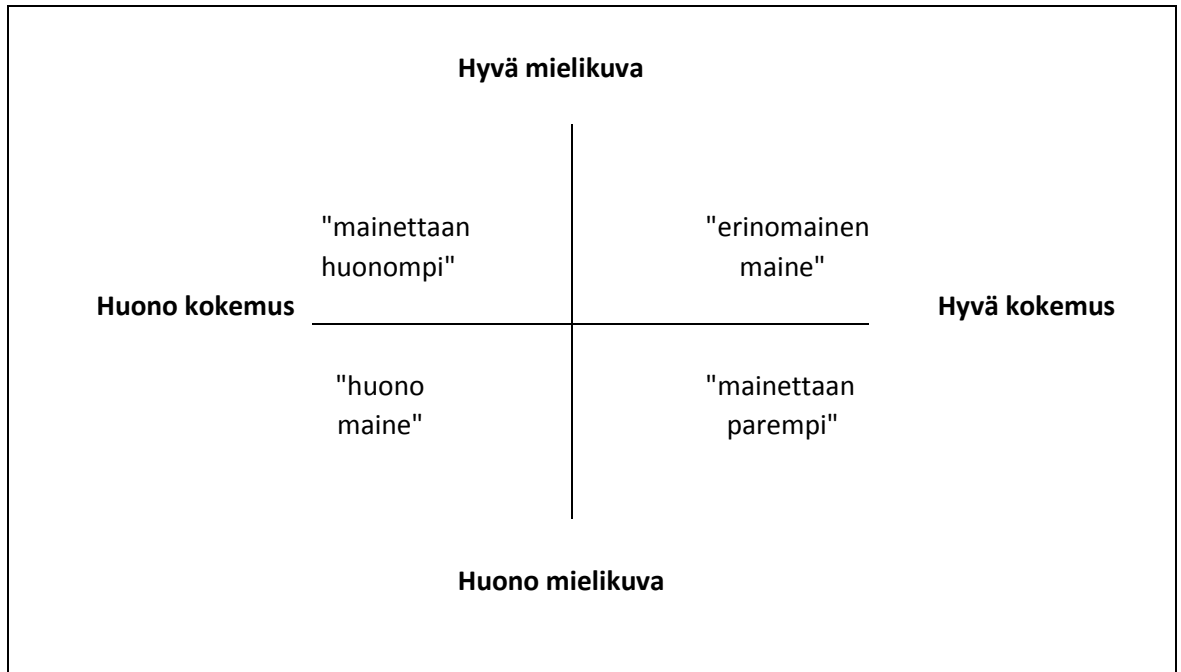 Hyvä mielikuva
"mainettaan
huonompi"
"erinomainen
maine"
Huono kokemus
Hyvä kokemus
"huono
maine"
"mainettaan
parempi"
Huono mielikuva